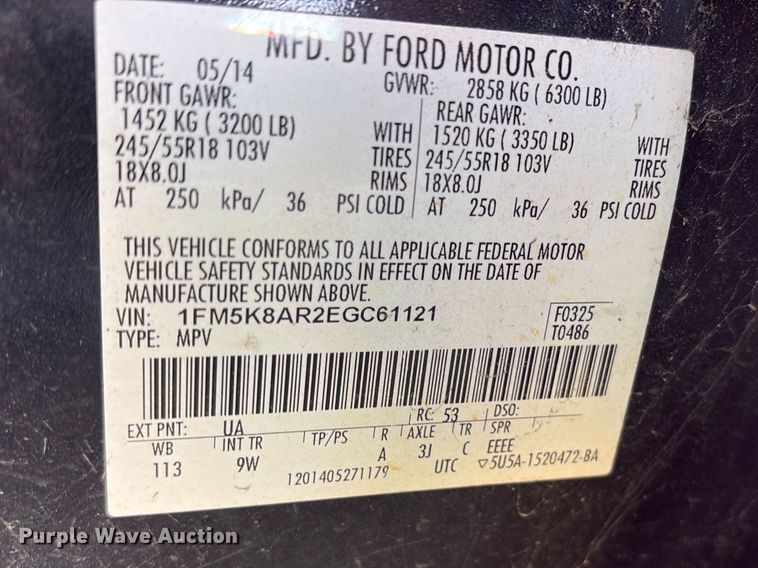 MFD. BY FORD MOTOR CO.
DATE: 05/14 GVWR: 2858 KG ( 6300 LB)
FRONT GAWR: REAR GAWR:
1452 KG ( 3200 LB) WITH 1520 KG ( 3350 LB) WITH
245/55R18 103V TIRES 245/55R18 103V TIRES
18X8.0J RIMS 18X8.0J RIMS
AT 250 kPa/ 36 PSI COLD AT 250 kPa/ 36 PSI COLD
THIS VEHICLE CONFORMS TO ALL APPLICABLE FEDERAL MOTOR
VEHICLE SAFETY STANDARDS IN EFFECT ON THE DATE OF
MANUFACTURE SHOWN ABOVE.
VIN: 1FM5K8AR2EGC61121 F0325
TYPE: MPV T0486
EXT PNT: UA RC: 53 DSO:
WB INT TR TP/PS R AXLE TR SPR
113 9W A 3J C EEEE
1201405271179 UTC ▽5U5A-1520472-BA
Purple Wave Auction